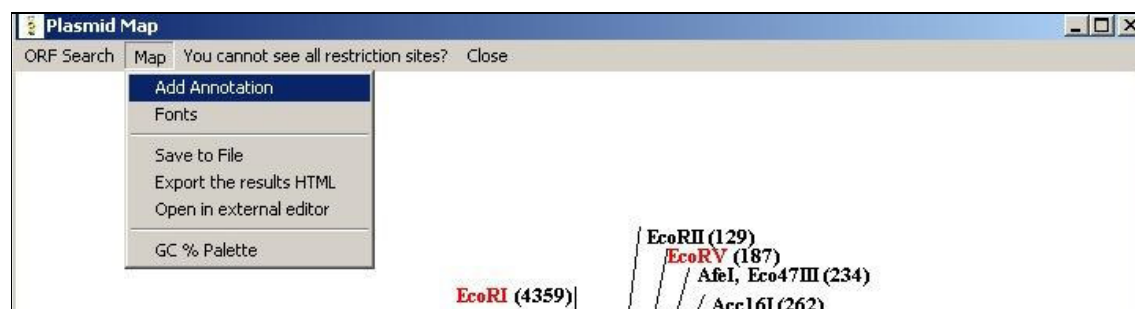 Plasmid Map
ORF Search Map You cannot see all restriction sites? Close
Add Annotation
Fonts
Save to File
Export the results HTML
Open in external editor
GC % Palette
EcoRII (129)
EcoRV (187)
AfeI, Eco47III (234)
EcoRI (4359)
Acc16I (262)